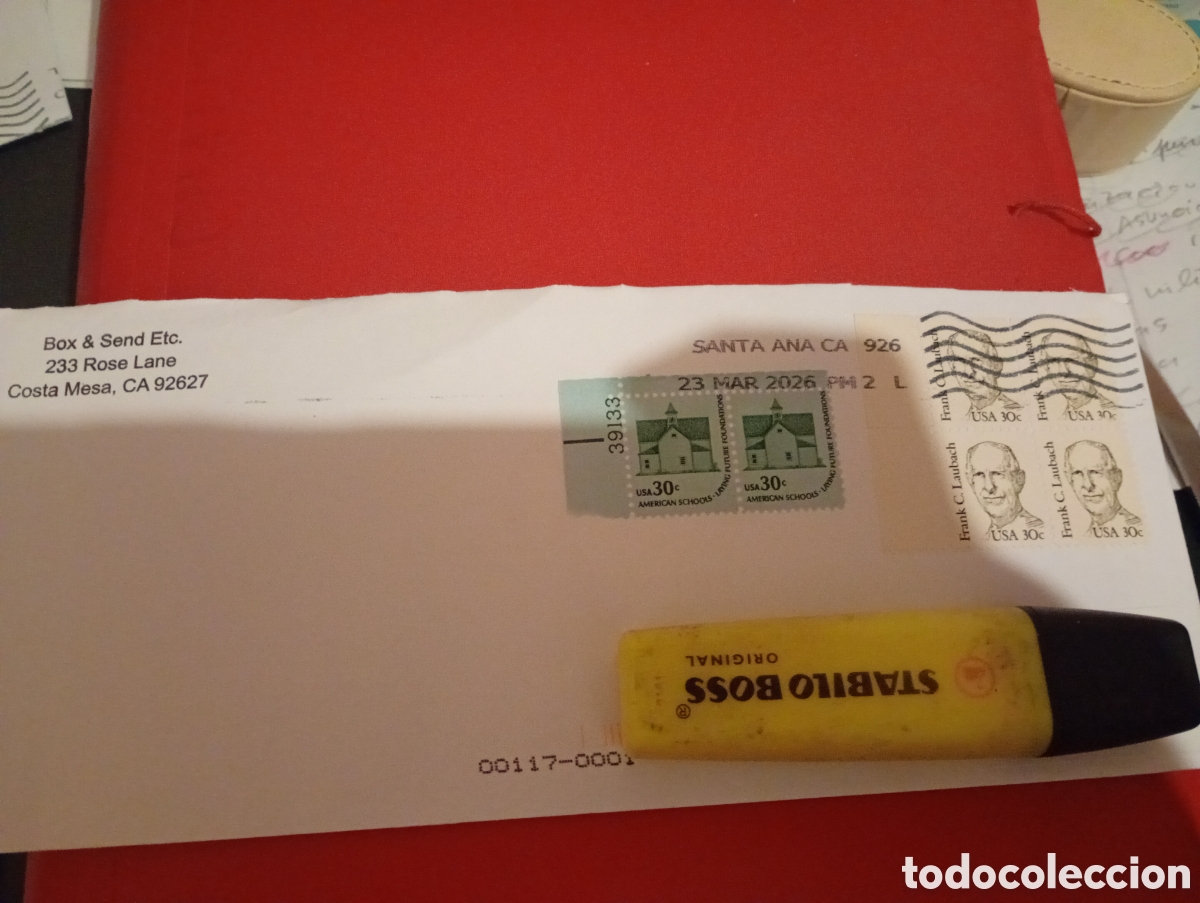 Box & Send Etc.
233 Rose Lane
Costa Mesa, CA 92627
SANTA ANA CA 926
23 MAR 2026 PM 2 L
39133
USA 30c
AMERICAN SCHOOLS · LAYING FUTURE FOUNDATIONS
USA 30c
AMERICAN SCHOOLS · LAYING FUTURE FOUNDATIONS
Frank C. Laubach
USA 30c
Frank C. Laubach
USA 30c
Frank C. Laubach
USA 30c
Frank C. Laubach
USA 30c
STABILO BOSS®
ORIGINAL
00117-0001
todocoleccion